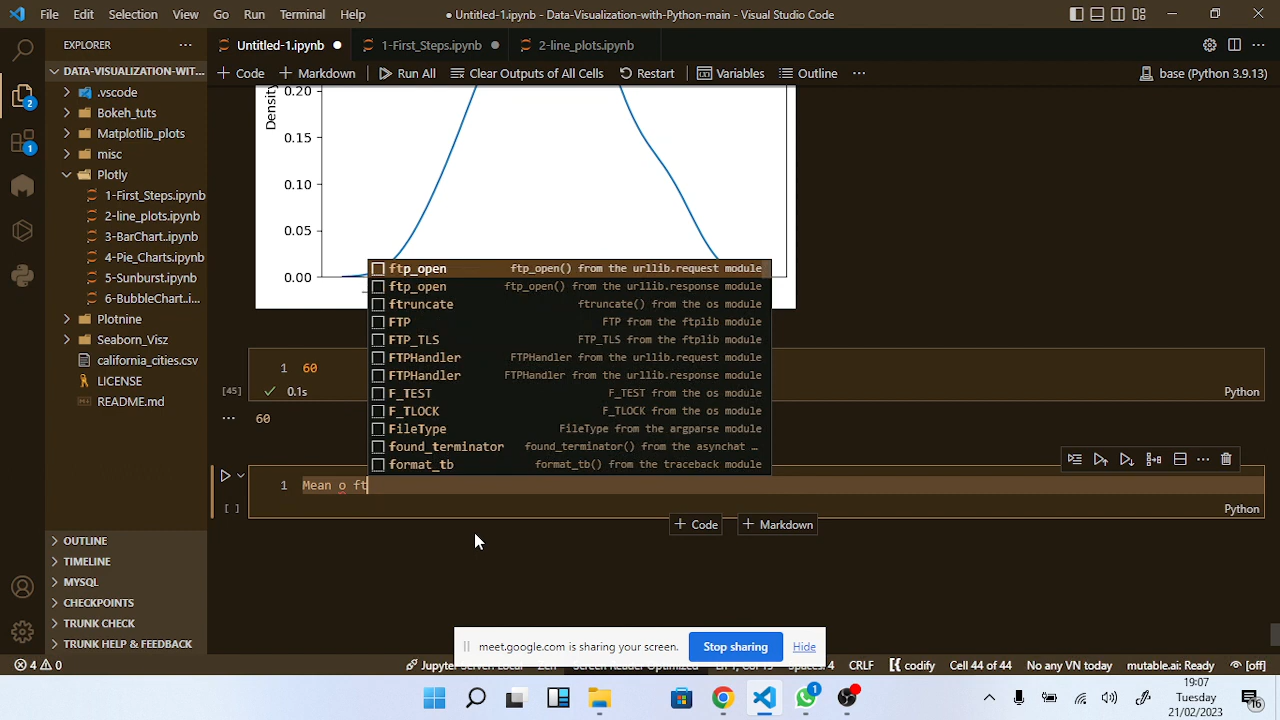 File Edit Selection View Go Run Terminal Help
● Untitled-1.ipynb - Data-Visualization-with-Python-main - Visual Studio Code
EXPLORER
Untitled-1.ipynb
1-First_Steps.ipynb
2-line_plots.ipynb
DATA-VISUALIZATION-WIT...
+ Code + Markdown Run All Clear Outputs of All Cells Restart Variables Outline ...
base (Python 3.9.13)
.vscode
Bokeh_tuts
Matplotlib_plots
misc
Plotly
1-First_Steps.ipynb
2-line_plots.ipynb
3-BarChart..ipynb
4-Pie_Charts.ipynb
5-Sunburst.ipynb
6-BubbleChart..i...
Plotnine
Seaborn_Visz
california_cities.csv
LICENSE
README.md
OUTLINE
TIMELINE
MYSQL
CHECKPOINTS
TRUNK CHECK
TRUNK HELP & FEEDBACK
Density
0.20
0.15
0.10
0.05
0.00
ftp_open ftp_open() from the urllib.request module
ftp_open ftp_open() from the urllib.response module
ftruncate ftruncate() from the os module
FTP FTP from the ftplib module
FTP_TLS FTP_TLS from the ftplib module
FTPHandler FTPHandler from the urllib.request module
FTPHandler FTPHandler from the urllib.response module
F_TEST F_TEST from the os module
F_TLOCK F_TLOCK from the os module
FileType FileType from the argparse module
found_terminator found_terminator() from the asynchat …
format_tb format_tb() from the traceback module
1 60
[45] 0.1s
Python
60
1 Mean o ft
[ ]
Python
+ Code + Markdown
meet.google.com is sharing your screen. Stop sharing Hide
4 0
Jupyter Server: Local
CRLF codify Cell 44 of 44 No any VN today mutable.ai Ready [off]
2
1
1
19:07
Tuesday
21/02/2023
16